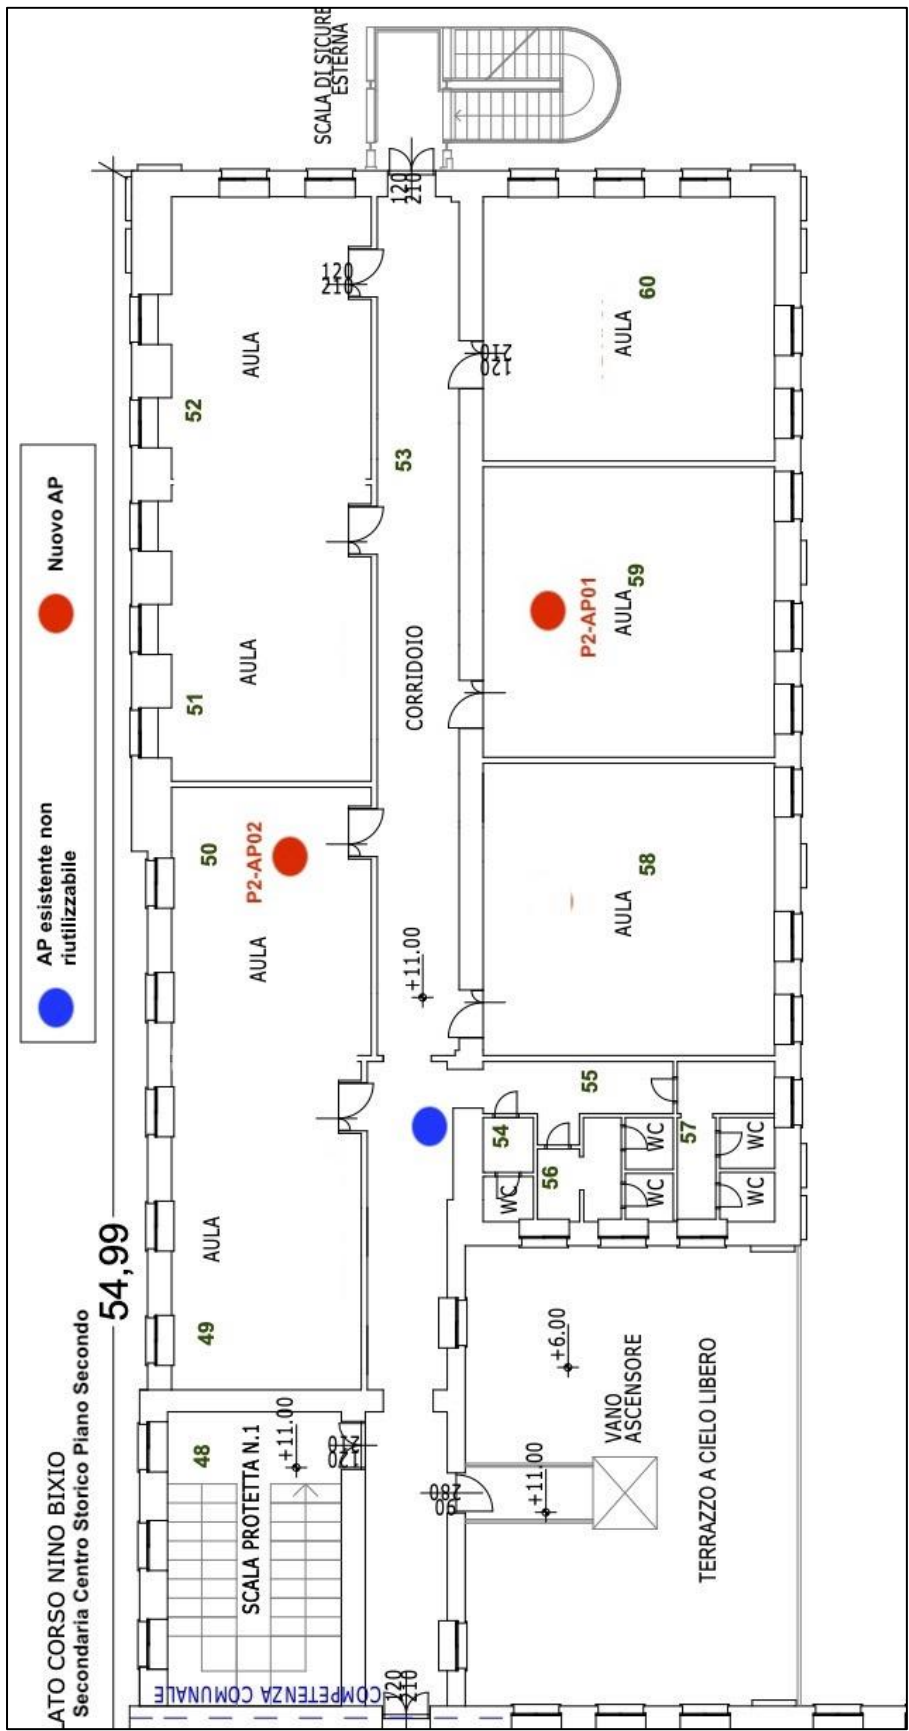 LATO CORSO NINO BIXIO
Secondaria Centro Storico Piano Secondo
54,99
AP esistente non
riutilizzabile
Nuovo AP
SCALA DI SICURE
ESTERNA
120
210
52
AULA
120
210
60
AULA
210
120
53
51
AULA
CORRIDOIO
P2-AP01
59
AULA
50
P2-AP02
AULA
+11.00
58
AULA
49
AULA
54
55
56
57
WC
WC
WC
WC
WC
48
SCALA PROTETTA N.1
+11.00
120
210
90
280
+11.00
+6.00
VANO
ASCENSORE
TERRAZZO A CIELO LIBERO
COMPETENZA COMUNALE
120
210